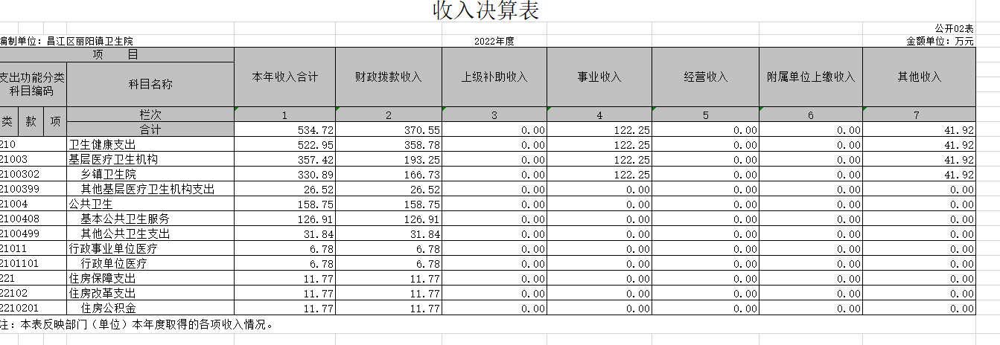 收入决算表
公开02表
编制单位：昌江区丽阳镇卫生院 2022年度 金额单位：万元
项 目 本年收入合计 财政拨款收入 上级补助收入 事业收入 经营收入 附属单位上缴收入 其他收入
支出功能分类科目编码 科目名称
类 款 项 栏次 1 2 3 4 5 6 7
合计 534.72 370.55 0.00 122.25 0.00 0.00 41.92
210 卫生健康支出 522.95 358.78 0.00 122.25 0.00 0.00 41.92
21003 基层医疗卫生机构 357.42 193.25 0.00 122.25 0.00 0.00 41.92
2100302 乡镇卫生院 330.89 166.73 0.00 122.25 0.00 0.00 41.92
2100399 其他基层医疗卫生机构支出 26.52 26.52 0.00 0.00 0.00 0.00 0.00
21004 公共卫生 158.75 158.75 0.00 0.00 0.00 0.00 0.00
2100408 基本公共卫生服务 126.91 126.91 0.00 0.00 0.00 0.00 0.00
2100499 其他公共卫生支出 31.84 31.84 0.00 0.00 0.00 0.00 0.00
21011 行政事业单位医疗 6.78 6.78 0.00 0.00 0.00 0.00 0.00
2101101 行政单位医疗 6.78 6.78 0.00 0.00 0.00 0.00 0.00
221 住房保障支出 11.77 11.77 0.00 0.00 0.00 0.00 0.00
22102 住房改革支出 11.77 11.77 0.00 0.00 0.00 0.00 0.00
2210201 住房公积金 11.77 11.77 0.00 0.00 0.00 0.00 0.00
注：本表反映部门（单位）本年度取得的各项收入情况。